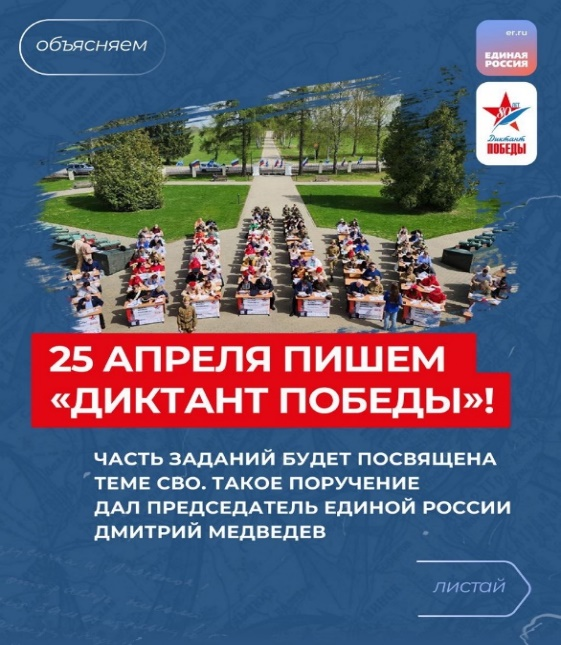 объясняем
er.ru
ЕДИНАЯ
РОССИЯ
Диктант
ПОБЕДЫ
25 АПРЕЛЯ ПИШЕМ
«ДИКТАНТ ПОБЕДЫ»!
ЧАСТЬ ЗАДАНИЙ БУДЕТ ПОСВЯЩЕНА
ТЕМЕ СВО. ТАКОЕ ПОРУЧЕНИЕ
ДАЛ ПРЕДСЕДАТЕЛЬ ЕДИНОЙ РОССИИ
ДМИТРИЙ МЕДВЕДЕВ
листай